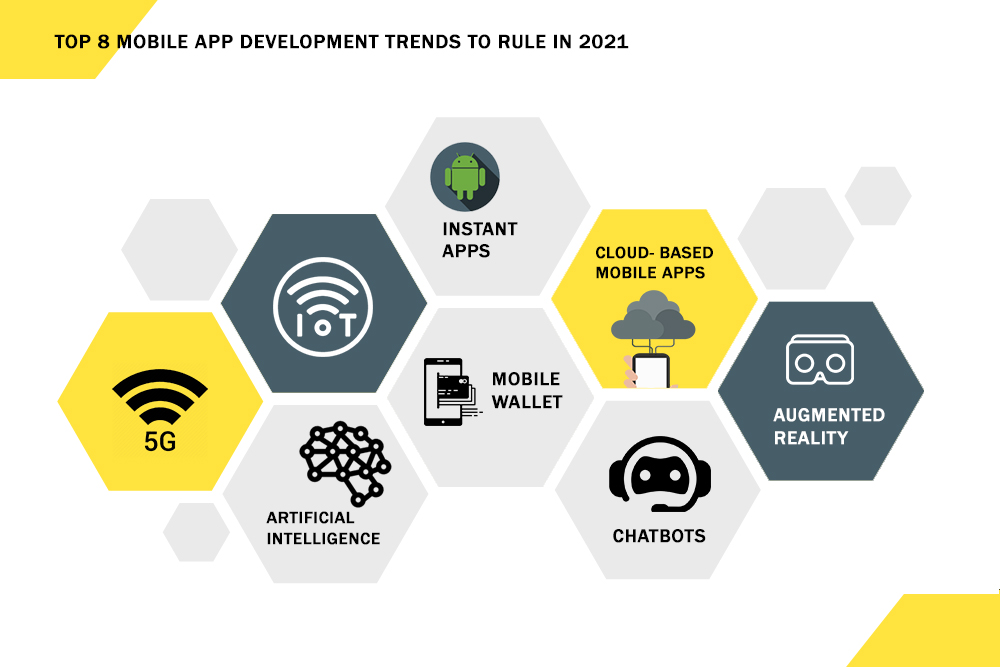 TOP 8 MOBILE APP DEVELOPMENT TRENDS TO RULE IN 2021
INSTANT
APPS
CLOUD- BASED
MOBILE APPS
IOT
MOBILE
WALLET
AUGMENTED
REALITY
5G
ARTIFICIAL
INTELLIGENCE
CHATBOTS